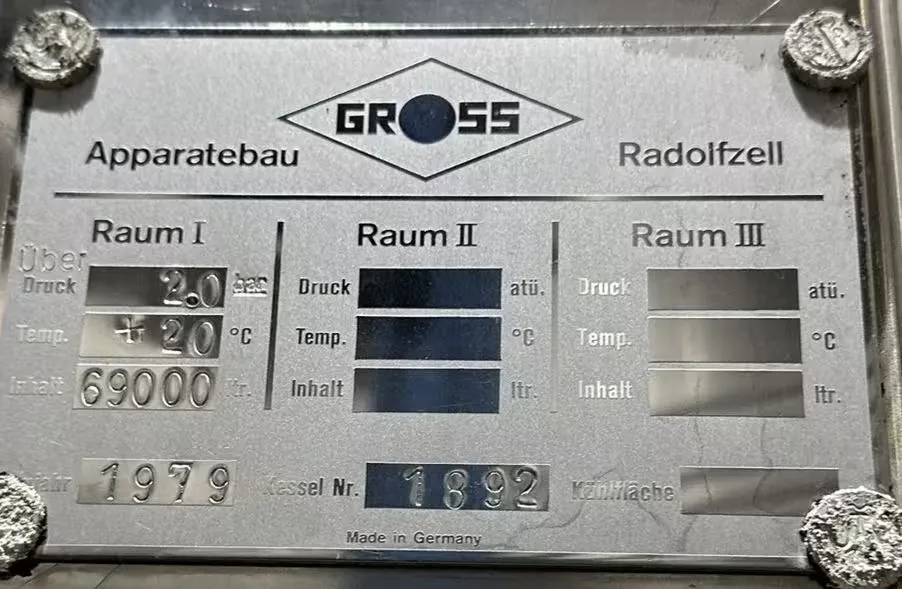 GROSS
Apparatebau Radolfzell
Raum I Raum II Raum III
Über
Druck 2.0 bar Druck atü. Druck atü.
Temp. + 20 °C Temp. °C Temp. °C
Inhalt 69000 ltr. Inhalt ltr. Inhalt ltr.
1979 Kessel Nr. 1892 Kühlfläche
Made in Germany